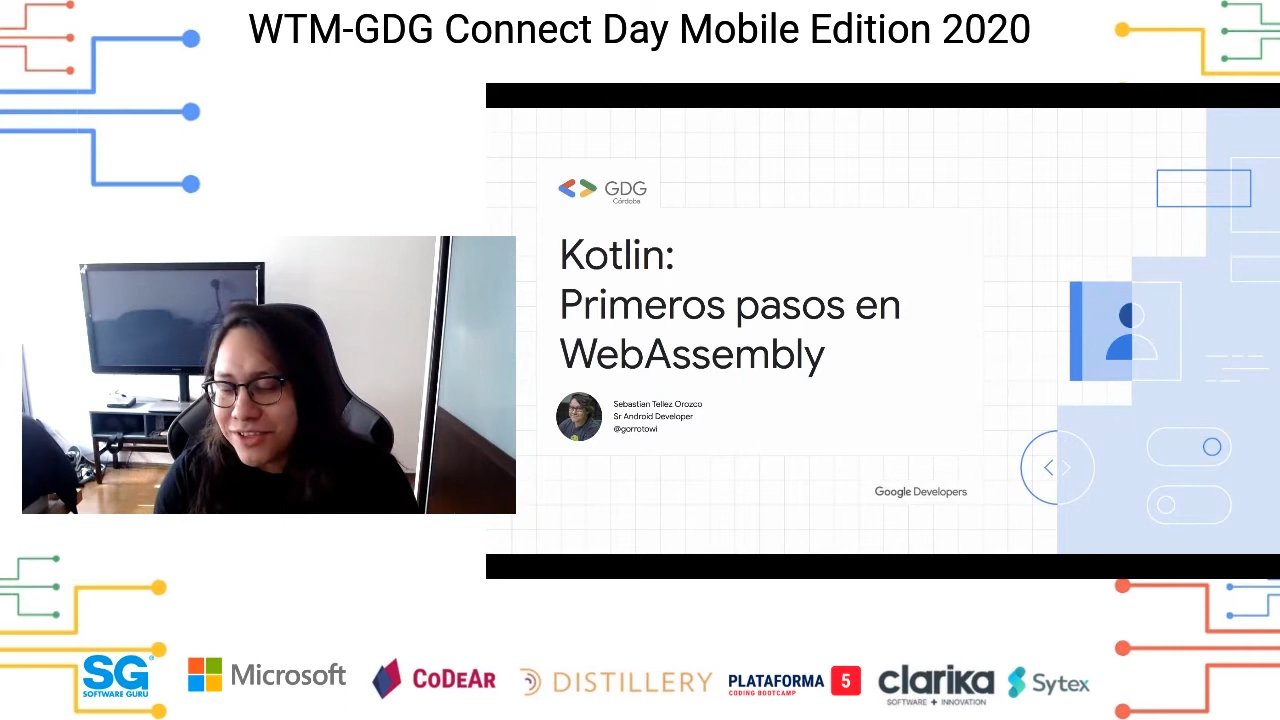 WTM-GDG Connect Day Mobile Edition 2020
GDG
Córdoba
Kotlin:
Primeros pasos en
WebAssembly
Sebastian Tellez Orozco
Sr Android Developer
@gorrotowi
Google Developers
SG®
SOFTWARE GURU
Microsoft
CoDeAr
DISTILLERY
PLATAFORMA 5
CODING BOOTCAMP
clarika
SOFTWARE + INNOVATION
Sytex